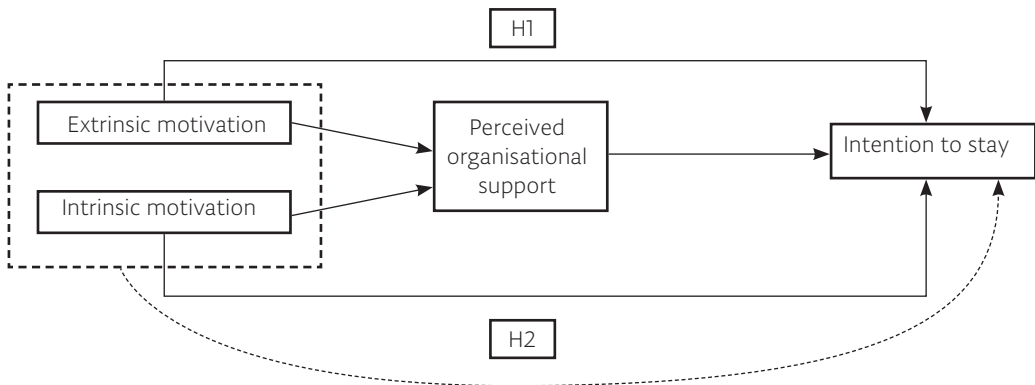 H1
Extrinsic motivation
Perceived
organisational
support
Intention to stay
Intrinsic motivation
H2